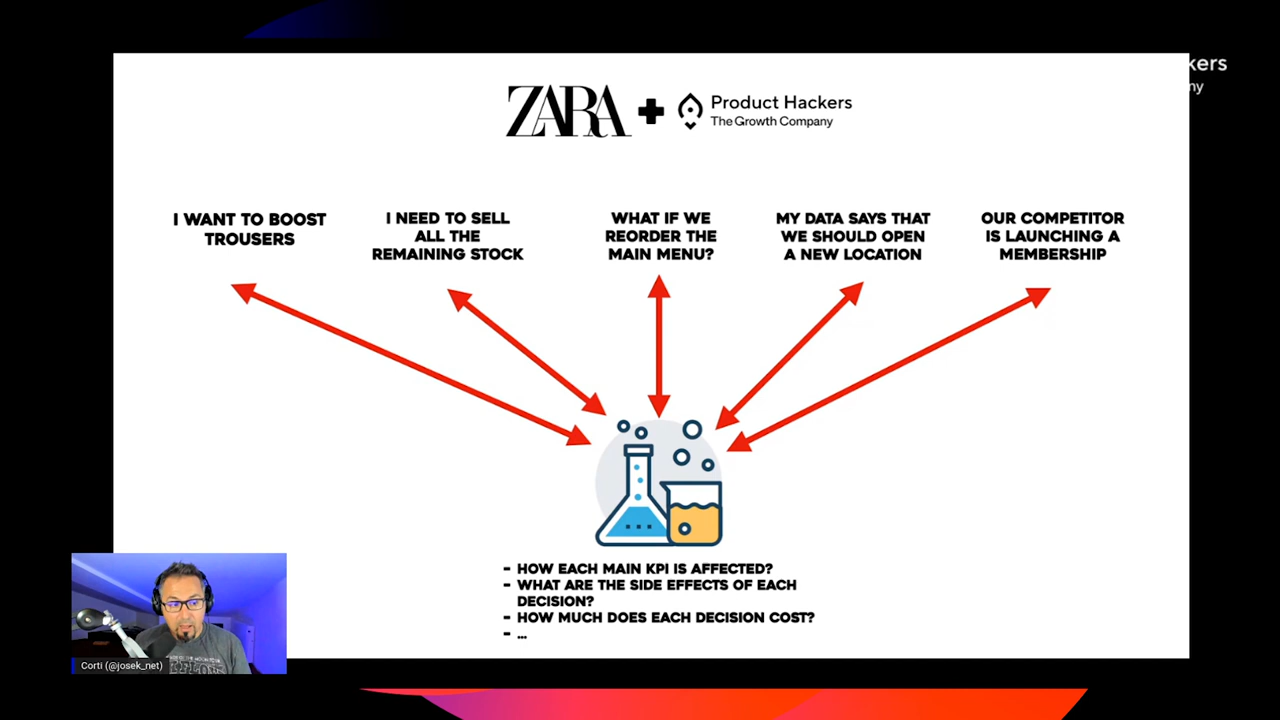 kers
ny
ZARA
Product Hackers
The Growth Company
I WANT TO BOOST
TROUSERS
I NEED TO SELL
ALL THE
REMAINING STOCK
WHAT IF WE
REORDER THE
MAIN MENU?
MY DATA SAYS THAT
WE SHOULD OPEN
A NEW LOCATION
OUR COMPETITOR
IS LAUNCHING A
MEMBERSHIP
- HOW EACH MAIN KPI IS AFFECTED?
- WHAT ARE THE SIDE EFFECTS OF EACH
DECISION?
- HOW MUCH DOES EACH DECISION COST?
- ...
Corti (@josek_net)